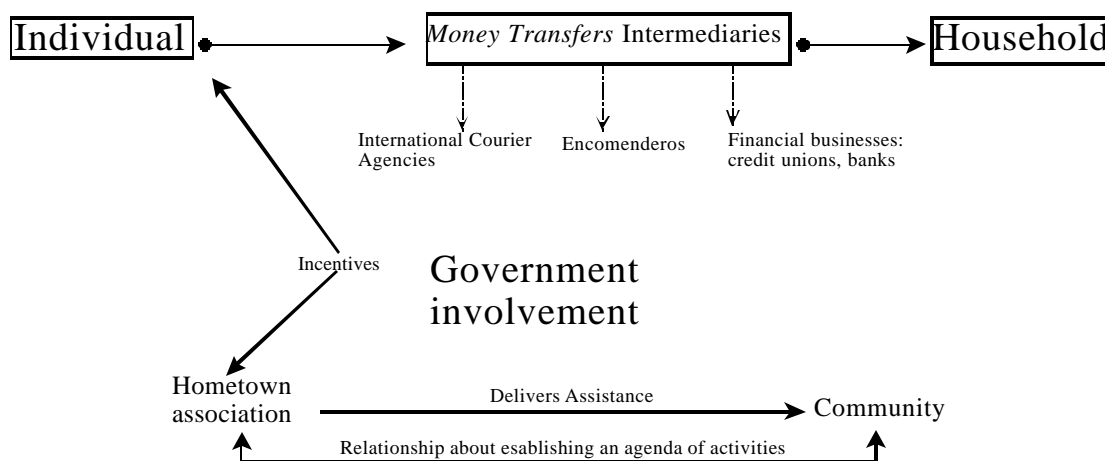 Individual
Money Transfers Intermediaries
Household
International Courier
Agencies
Encomenderos
Financial businesses:
credit unions, banks
Incentives
Government
involvement
Hometown
association
Delivers Assistance
Community
Relationship about esablishing an agenda of activities